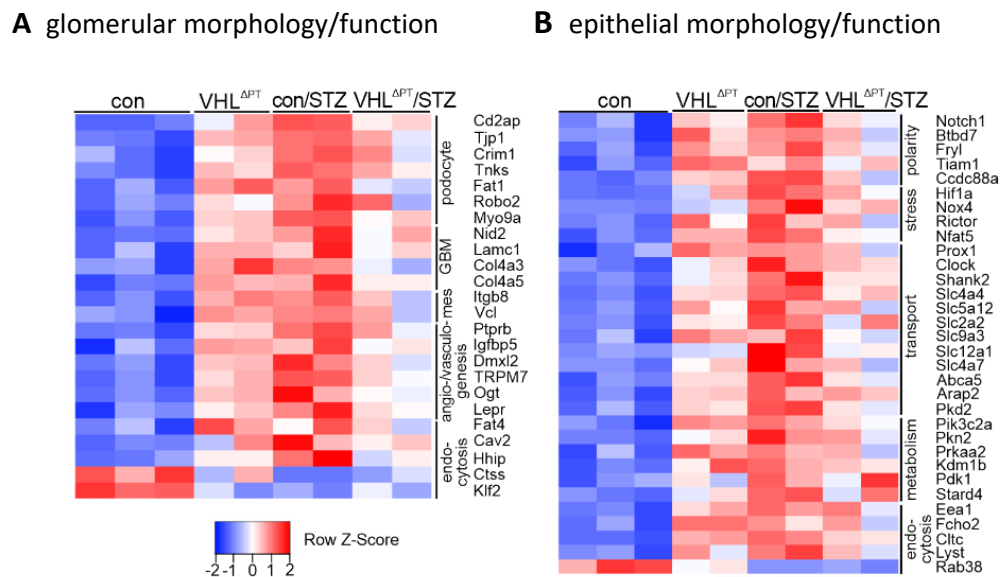 A glomerular morphology/function
con VHL ΔPT con/STZ VHL ΔPT/STZ
Cd2ap
Tjp1
Crim1
Tnks
Fat1
Robo2
Myo9a
Nid2
Lamc1
Col4a3
Col4a5
Itgb8
Vcl
Ptprb
Igfbp5
Dmxl2
TRPM7
Ogt
Lepr
Fat4
Cav2
Hhip
Ctss
Klf2
podocyte
GBM
mes
angio-/vasculo-
genesis
endo-
cytosis
-2 -1 0 1 2
Row Z-Score
B epithelial morphology/function
con VHL ΔPT con/STZ VHL ΔPT/STZ
Notch1
Btbd7
Fryl
Tiam1
Ccdc88a
Hif1a
Nox4
Rictor
Nfat5
Prox1
Clock
Shank2
Slc4a4
Slc5a12
Slc2a2
Slc9a3
Slc12a1
Slc4a7
Abca5
Arap2
Pkd2
Pik3c2a
Pkn2
Prkaa2
Kdm1b
Pdk1
Stard4
Eea1
Fcho2
Cltc
Lyst
Rab38
polarity
stress
transport
metabolism
endo-
cytosis